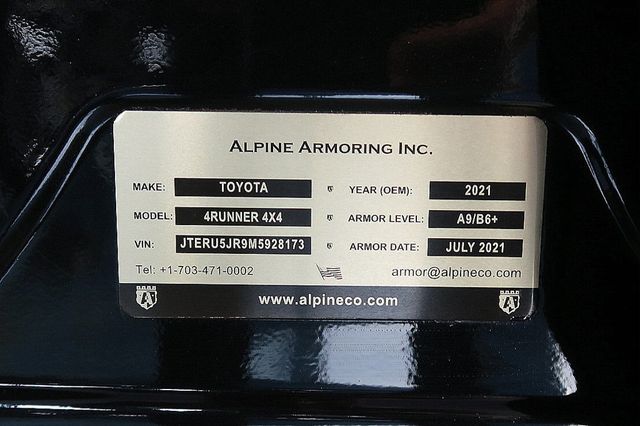 ALPINE ARMORING INC.
MAKE: TOYOTA YEAR (OEM): 2021
MODEL: 4RUNNER 4X4 ARMOR LEVEL: A9/B6+
VIN: JTERU5JR9M5928173 ARMOR DATE: JULY 2021
Tel: +1-703-471-0002 armor@alpineco.com
A www.alpineco.com A